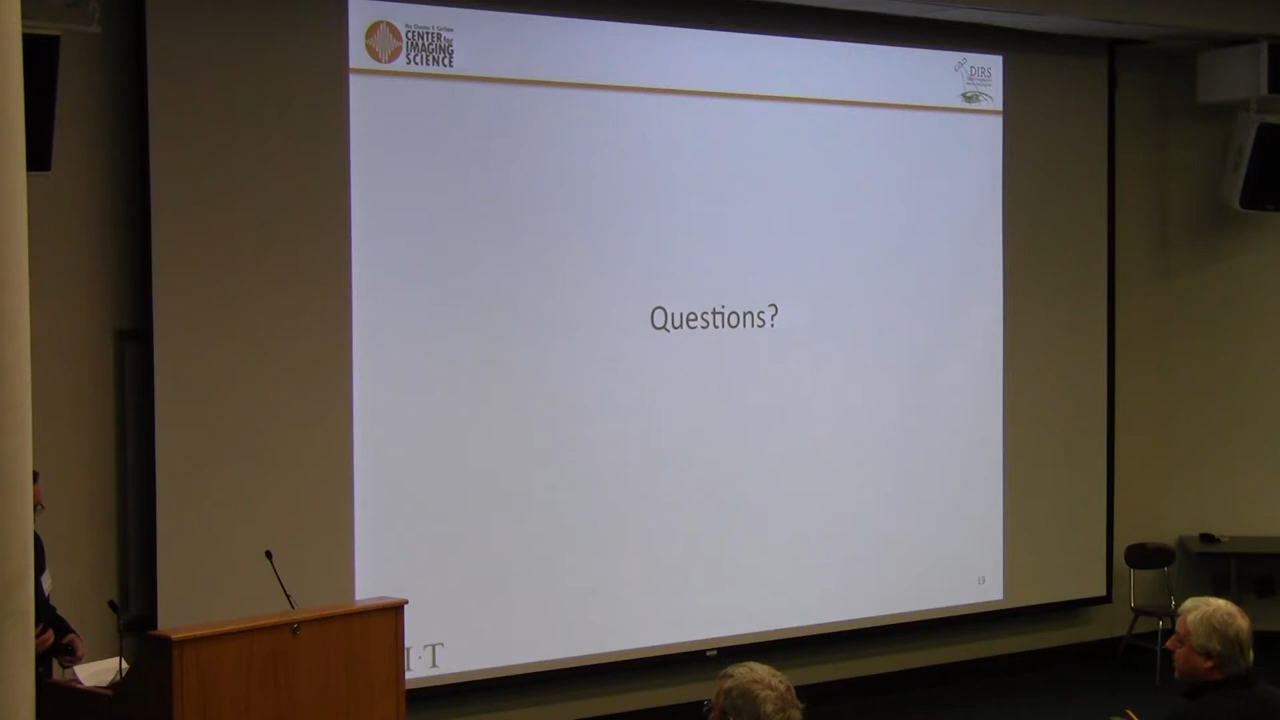 CENTER for
IMAGING
SCIENCE
DIRS
Questions?
19
I·T